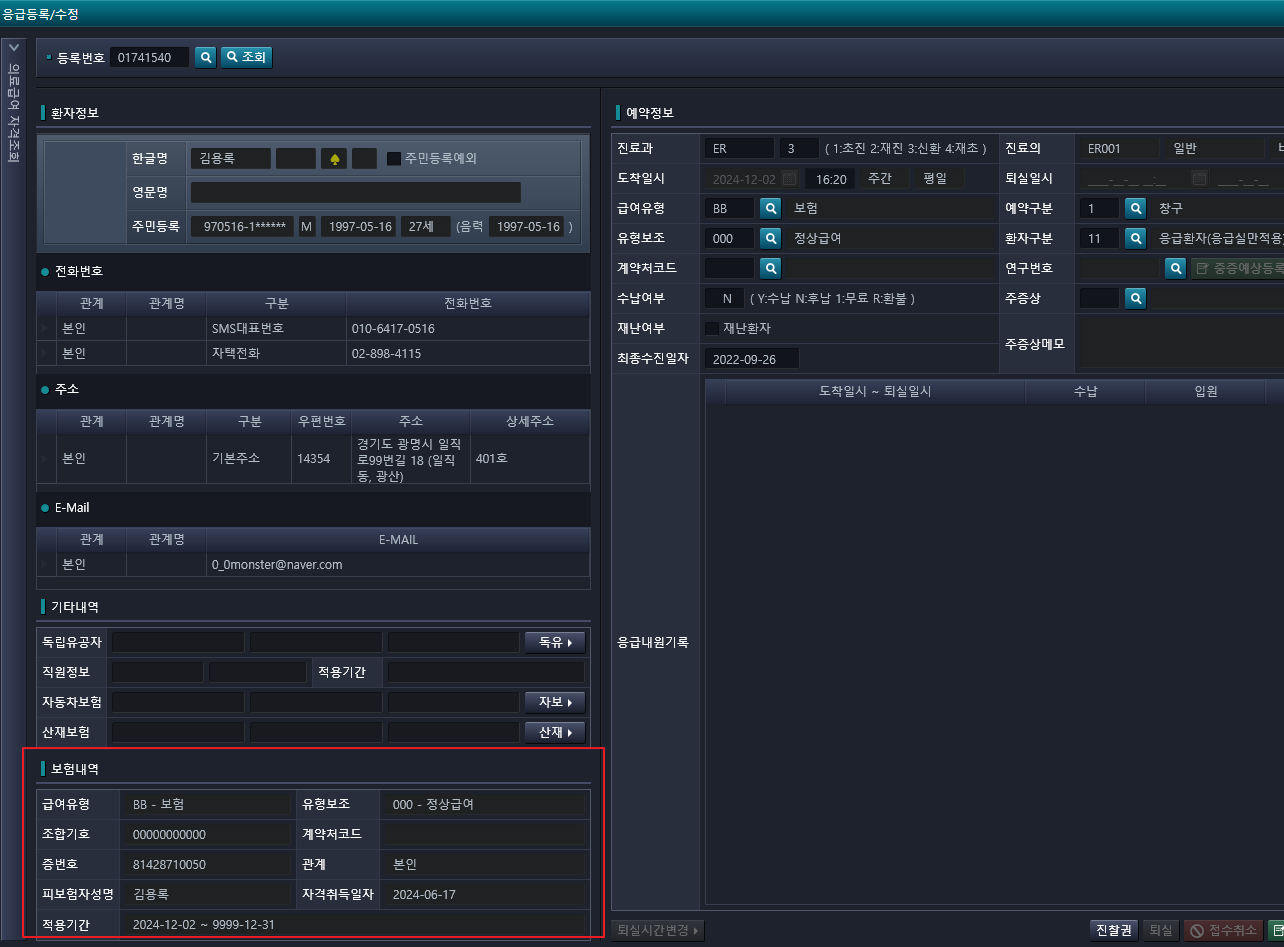 응급등록/수정
의료급여 자격조회
등록번호 01741540 조회
환자정보
한글명 김용록 주민등록예외
영문명
주민등록 970516-1****** M 1997-05-16 27세 (음력 1997-05-16 )
전화번호
관계 관계명 구분 전화번호
본인 SMS대표번호 010-6417-0516
본인 자택전화 02-898-4115
주소
관계 관계명 구분 우편번호 주소 상세주소
본인 기본주소 14354 경기도 광명시 일직
로99번길 18 (일직
동, 광산)
401호
E-Mail
관계 관계명 E-MAIL
본인 0_0monster@naver.com
기타내역
독립유공자 독유
직원정보 적용기간
자동차보험 자보
산재보험 산재
보험내역
급여유형 BB - 보험 유형보조 000 - 정상급여
조합기호 00000000000 계약처코드
증번호 81428710050 관계 본인
피보험자성명 김용록 자격취득일자 2024-06-17
적용기간 2024-12-02 ~ 9999-12-31
예약정보
진료과 ER 3 ( 1:초진 2:재진 3:신환 4:재초 ) 진료의 ER001 일반
도착일시 2024-12-02 16:20 주간 평일 퇴실일시 ____-_-__ __:__ ____-_-__
급여유형 BB 보험 예약구분 1 창구
유형보조 000 정상급여 환자구분 11 응급환자(응급실만적용)
계약처코드 연구번호 중증예상등록
수납여부 N ( Y:수납 N:후납 1:무료 R:환불 ) 주증상
재난여부 재난환자 주증상메모
최종수진일자 2022-09-26
도착일시 ~ 퇴실일시 수납 입원
응급내원기록
퇴실시간변경 진찰권 퇴실 접수취소